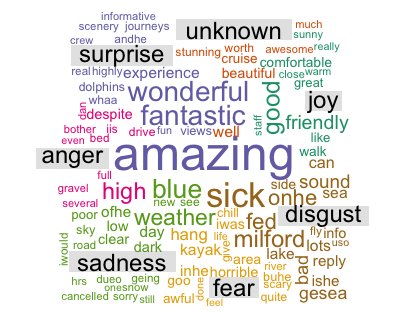 informative much
scenery journeys unknown sunny
crew andhe really
surprise stunning worth awesome
cruise comfortable
real highly experience beautiful close warm
dolphins wonderful great
whaa good joy
dan despite fantastic staff friendly
bother iis drive fun views well like
even bed amazing walk
anger can
full side sound
gravel high blue sick onhe sea
several disgust
poor ofhe weather chill fed
sky low day iwas milford fly info
iwould clear hang life lots uso
road dark kayak give lake bad reply
sadness area river
inhe horrible buhe ishe
hrs dueo geing goo fear scary gesea
onesnow done
cancelled sorry still awful feel quite